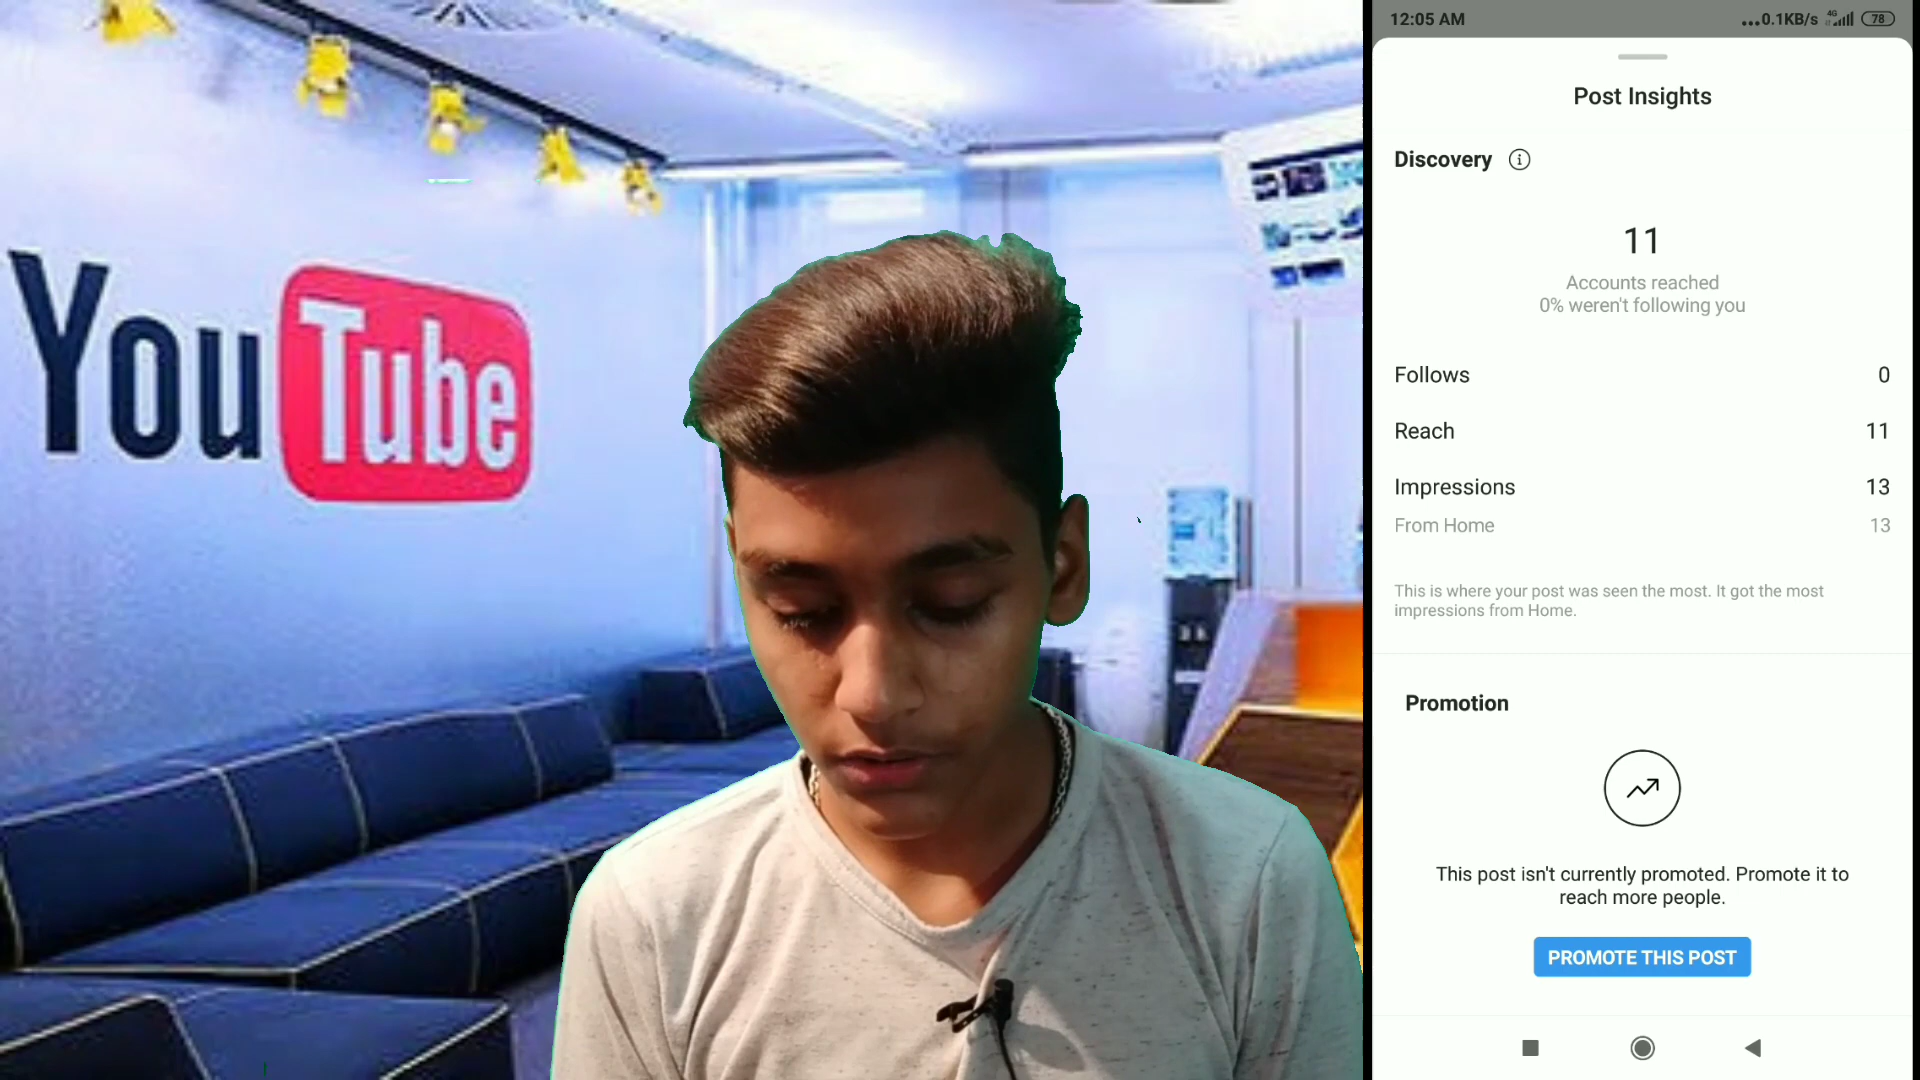 YouTube
12:05 AM
...0.1KB/s 4G 78
Post Insights
Discovery
11
Accounts reached
0% weren't following you
Follows 0
Reach 11
Impressions 13
From Home 13
This is where your post was seen the most. It got the most
impressions from Home.
Promotion
This post isn't currently promoted. Promote it to
reach more people.
PROMOTE THIS POST